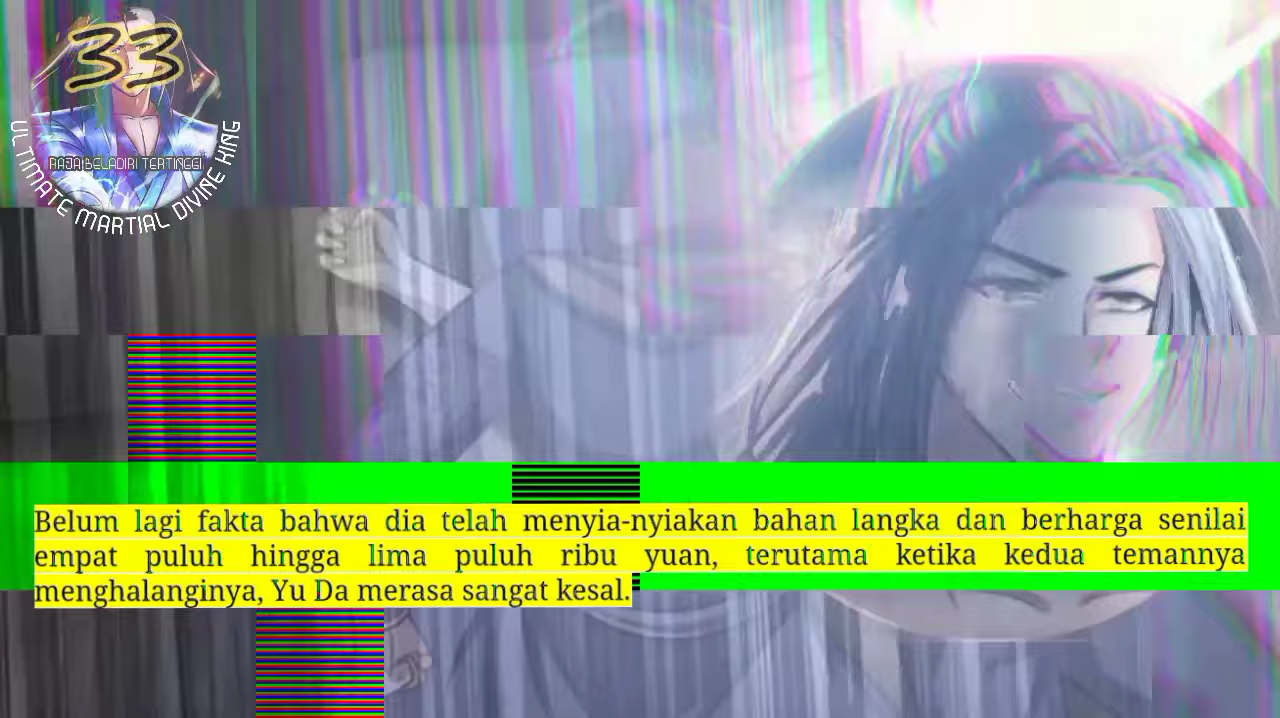 33
RAJA BELADIRI TERTINGGI
ULTIMATE MARTIAL DIVINE KING
Belum lagi fakta bahwa dia telah menyia-nyiakan bahan langka dan berharga senilai
empat puluh hingga lima puluh ribu yuan, terutama ketika kedua temannya
menghalanginya, Yu Da merasa sangat kesal.